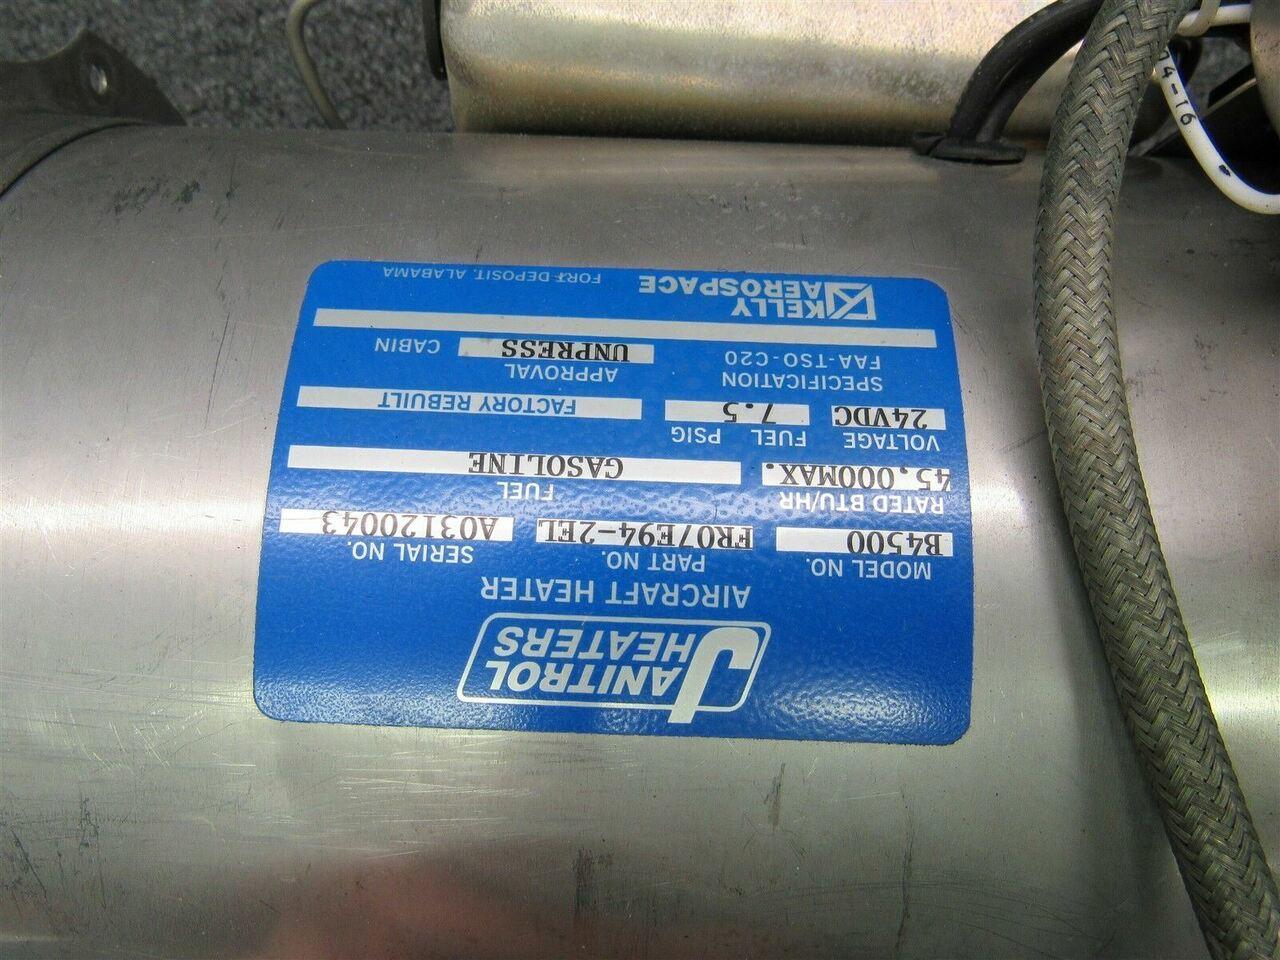 JANITROL
HEATERS
AIRCRAFT HEATER
MODEL NO. PART NO. SERIAL NO.
B4500 FR07E94-2EL A03120043
RATED BTU/HR FUEL
45,000MAX. GASOLINE
VOLTAGE FUEL PSIG
24VDC 7.5 FACTORY REBUILT
SPECIFICATION APPROVAL
FAA-TSO-C20 UNPRESS CABIN
KELLY
AEROSPACE FORT DEPOSIT, ALABAMA
04-16